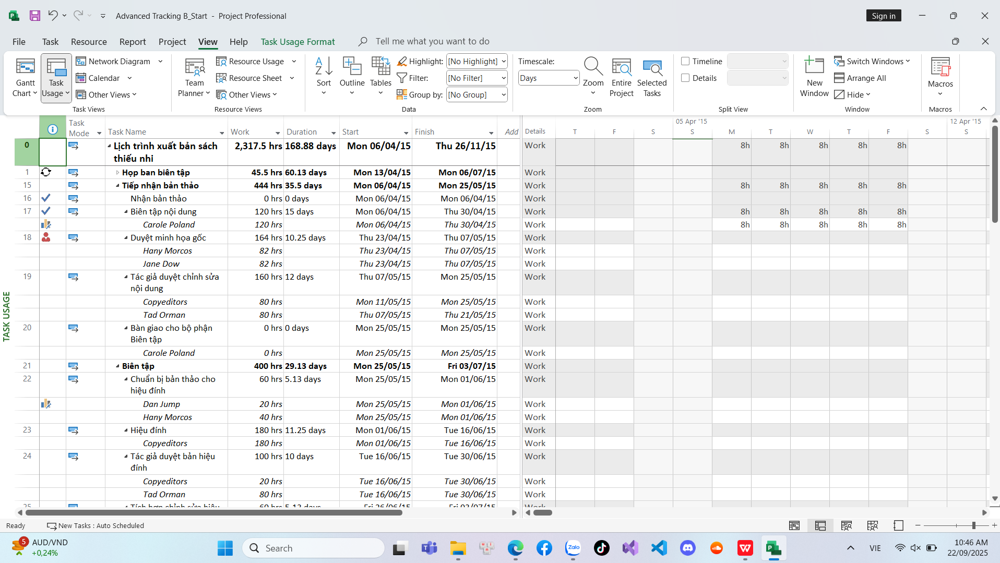 Advanced Tracking B_Start - Project Professional
Sign in
File Task Resource Report Project View Help Task Usage Format Tell me what you want to do
Gantt Chart
Task Usage
Network Diagram
Calendar
Other Views
Task Views
Team Planner
Resource Usage
Resource Sheet
Other Views
Resource Views
Sort
Outline
Tables
Highlight: [No Highlight]
Filter: [No Filter]
Group by: [No Group]
Data
Timescale:
Days
Zoom
Entire Project
Selected Tasks
Zoom
Timeline
Details
Split View
New Window
Switch Windows
Arrange All
Hide
Window
Macros
Macros
TASK USAGE
Task Mode Task Name Work Duration Start Finish Add
Details T F S S M T W T F S S
05 Apr '15 12 Apr '15
0 Lịch trình xuất bản sách thiếu nhi 2,317.5 hrs 168.88 days Mon 06/04/15 Thu 26/11/15 Work 8h 8h 8h 8h 8h
1 Họp ban biên tập 45.5 hrs 60.13 days Mon 13/04/15 Mon 06/07/15 Work
15 Tiếp nhận bản thảo 444 hrs 35.5 days Mon 06/04/15 Mon 25/05/15 Work 8h 8h 8h 8h 8h
16 Nhận bản thảo 0 hrs 0 days Mon 06/04/15 Mon 06/04/15 Work
17 Biên tập nội dung 120 hrs 15 days Mon 06/04/15 Thu 30/04/15 Work 8h 8h 8h 8h 8h
Carole Poland 120 hrs Mon 06/04/15 Thu 30/04/15 Work 8h 8h 8h 8h 8h
18 Duyệt minh họa gốc 164 hrs 10.25 days Thu 23/04/15 Thu 07/05/15 Work
Hany Morcos 82 hrs Thu 23/04/15 Thu 07/05/15 Work
Jane Dow 82 hrs Thu 23/04/15 Thu 07/05/15 Work
19 Tác giả duyệt chỉnh sửa nội dung 160 hrs 12 days Thu 07/05/15 Mon 25/05/15 Work
Copyeditors 80 hrs Mon 11/05/15 Mon 25/05/15 Work
Tad Orman 80 hrs Thu 07/05/15 Thu 21/05/15 Work
20 Bàn giao cho bộ phận Biên tập 0 hrs 0 days Mon 25/05/15 Mon 25/05/15 Work
Carole Poland 0 hrs Mon 25/05/15 Mon 25/05/15 Work
21 Biên tập 400 hrs 29.13 days Mon 25/05/15 Fri 03/07/15 Work
22 Chuẩn bị bản thảo cho hiệu đính 60 hrs 5.13 days Mon 25/05/15 Mon 01/06/15 Work
Dan Jump 20 hrs Mon 25/05/15 Mon 01/06/15 Work
Hany Morcos 40 hrs Mon 25/05/15 Mon 01/06/15 Work
23 Hiệu đính 180 hrs 11.25 days Mon 01/06/15 Tue 16/06/15 Work
Copyeditors 180 hrs Mon 01/06/15 Tue 16/06/15 Work
24 Tác giả duyệt bản hiệu đính 100 hrs 10 days Tue 16/06/15 Tue 30/06/15 Work
Copyeditors 20 hrs Tue 16/06/15 Tue 30/06/15 Work
Tad Orman 80 hrs Tue 16/06/15 Tue 30/06/15 Work
25 Tích hợp chỉnh sửa hiệu 60 hrs 5.13 days Fri 26/06/15 Fri 03/07/15 Work
Ready New Tasks : Auto Scheduled
5 AUD/VND
+0,24%
Search
Zalo
VIE
10:46 AM
22/09/2025